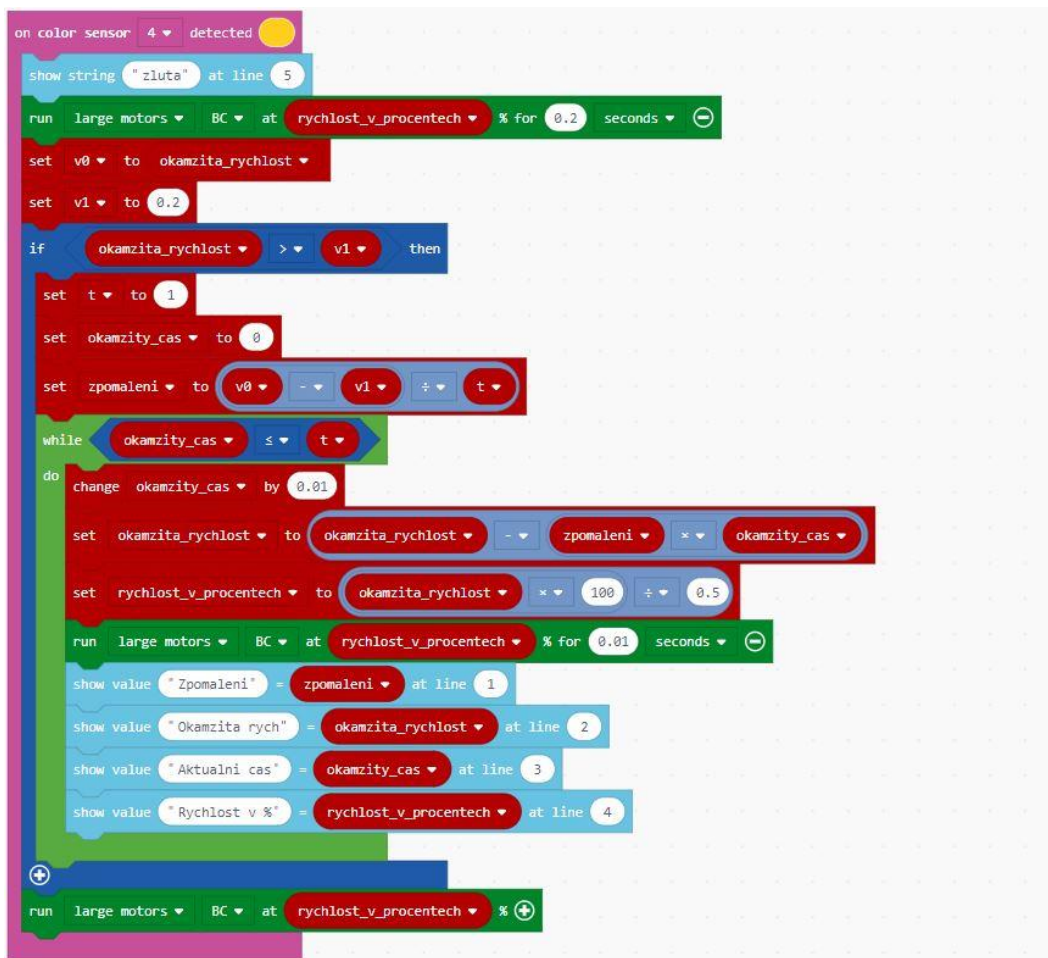 on color sensor 4 detected
show string "zluta" at line 5
run large motors BC at rychlost_v_procentech % for 0.2 seconds
set v0 to okamzita_rychlost
set v1 to 0.2
if okamzita_rychlost > v1 then
set t to 1
set okamzity_cas to 0
set zpomaleni to v0 - v1 ÷ t
while okamzity_cas ≤ t
do
change okamzity_cas by 0.01
set okamzita_rychlost to okamzita_rychlost - zpomaleni × okamzity_cas
set rychlost_v_procentech to okamzita_rychlost × 100 ÷ 0.5
run large motors BC at rychlost_v_procentech % for 0.01 seconds
show value "Zpomaleni" = zpomaleni at line 1
show value "Okamzita rych" = okamzita_rychlost at line 2
show value "Aktualni cas" = okamzity_cas at line 3
show value "Rychlost v %" = rychlost_v_procentech at line 4
run large motors BC at rychlost_v_procentech %